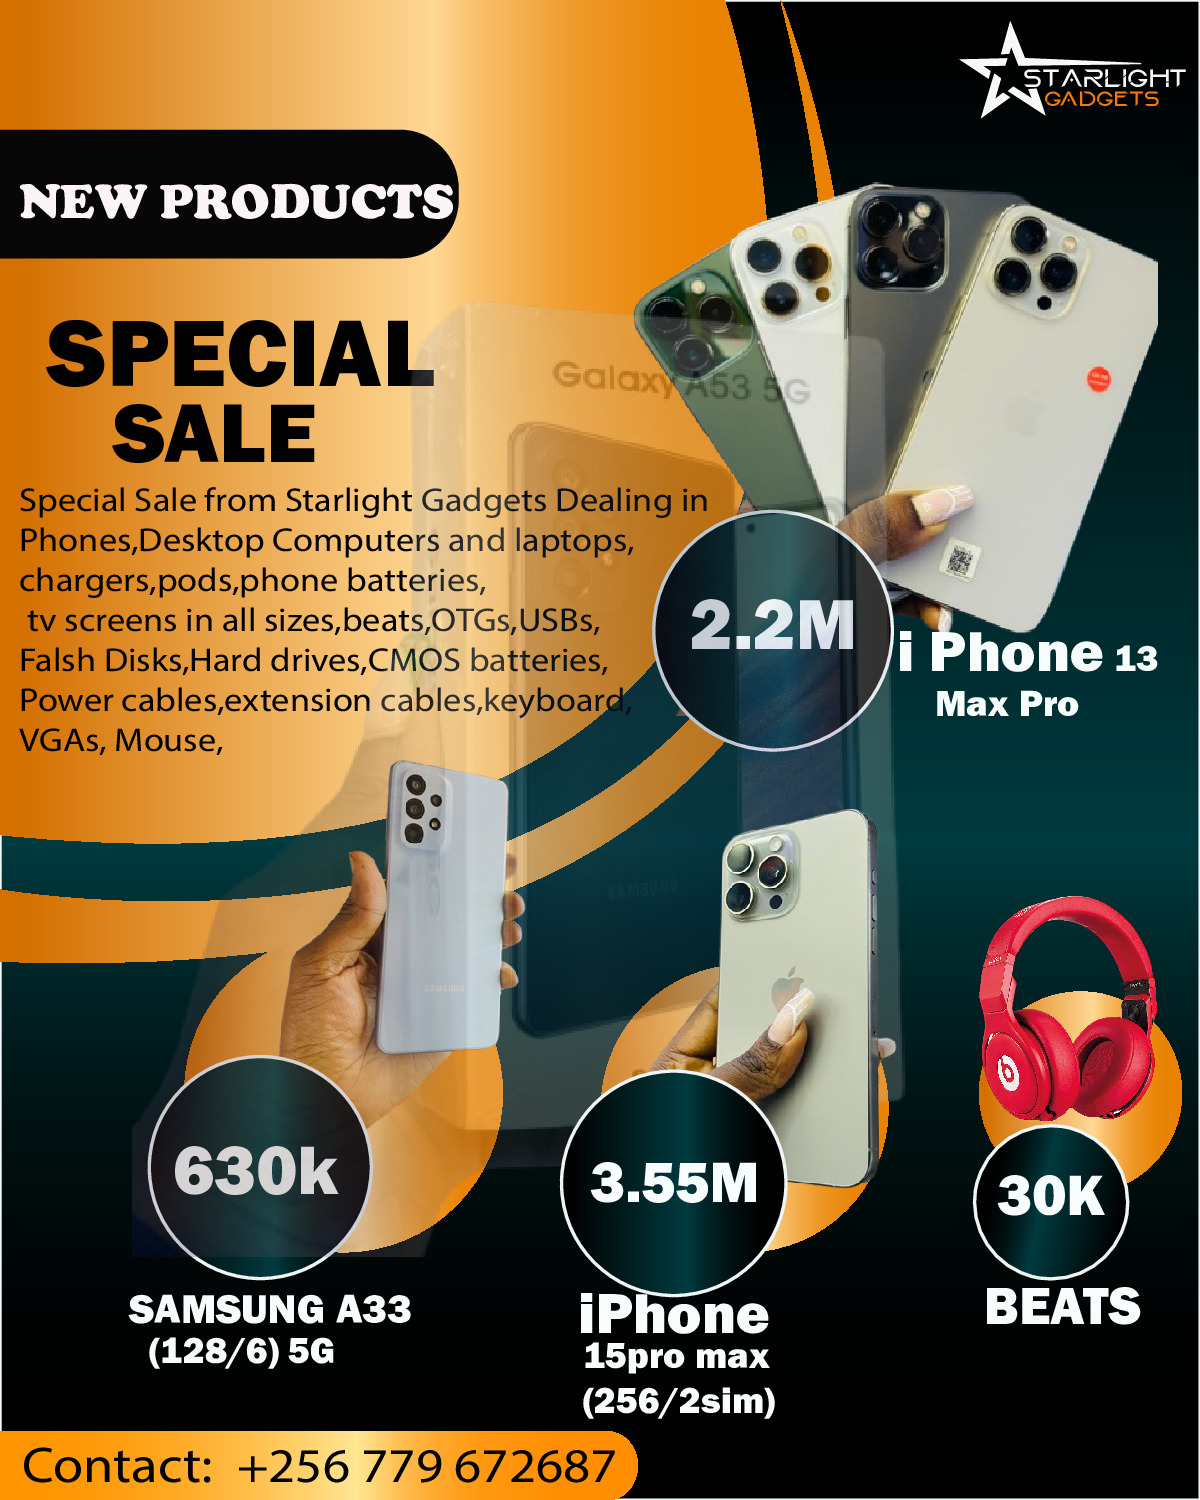 STARLIGHT
GADGETS
NEW PRODUCTS
SPECIAL
SALE
Galaxy A53 5G
Special Sale from Starlight Gadgets Dealing in
Phones,Desktop Computers and laptops,
chargers,pods,phone batteries,
tv screens in all sizes,beats,OTGs,USBs,
Falsh Disks,Hard drives,CMOS batteries,
Power cables,extension cables,keyboard,
VGAs, Mouse,
2.2M
i Phone 13
Max Pro
SAMSUNG
SAMSUNG
630k
SAMSUNG A33
(128/6) 5G
3.55M
iPhone
15pro max
(256/2sim)
30K
BEATS
Contact: +256 779 672687